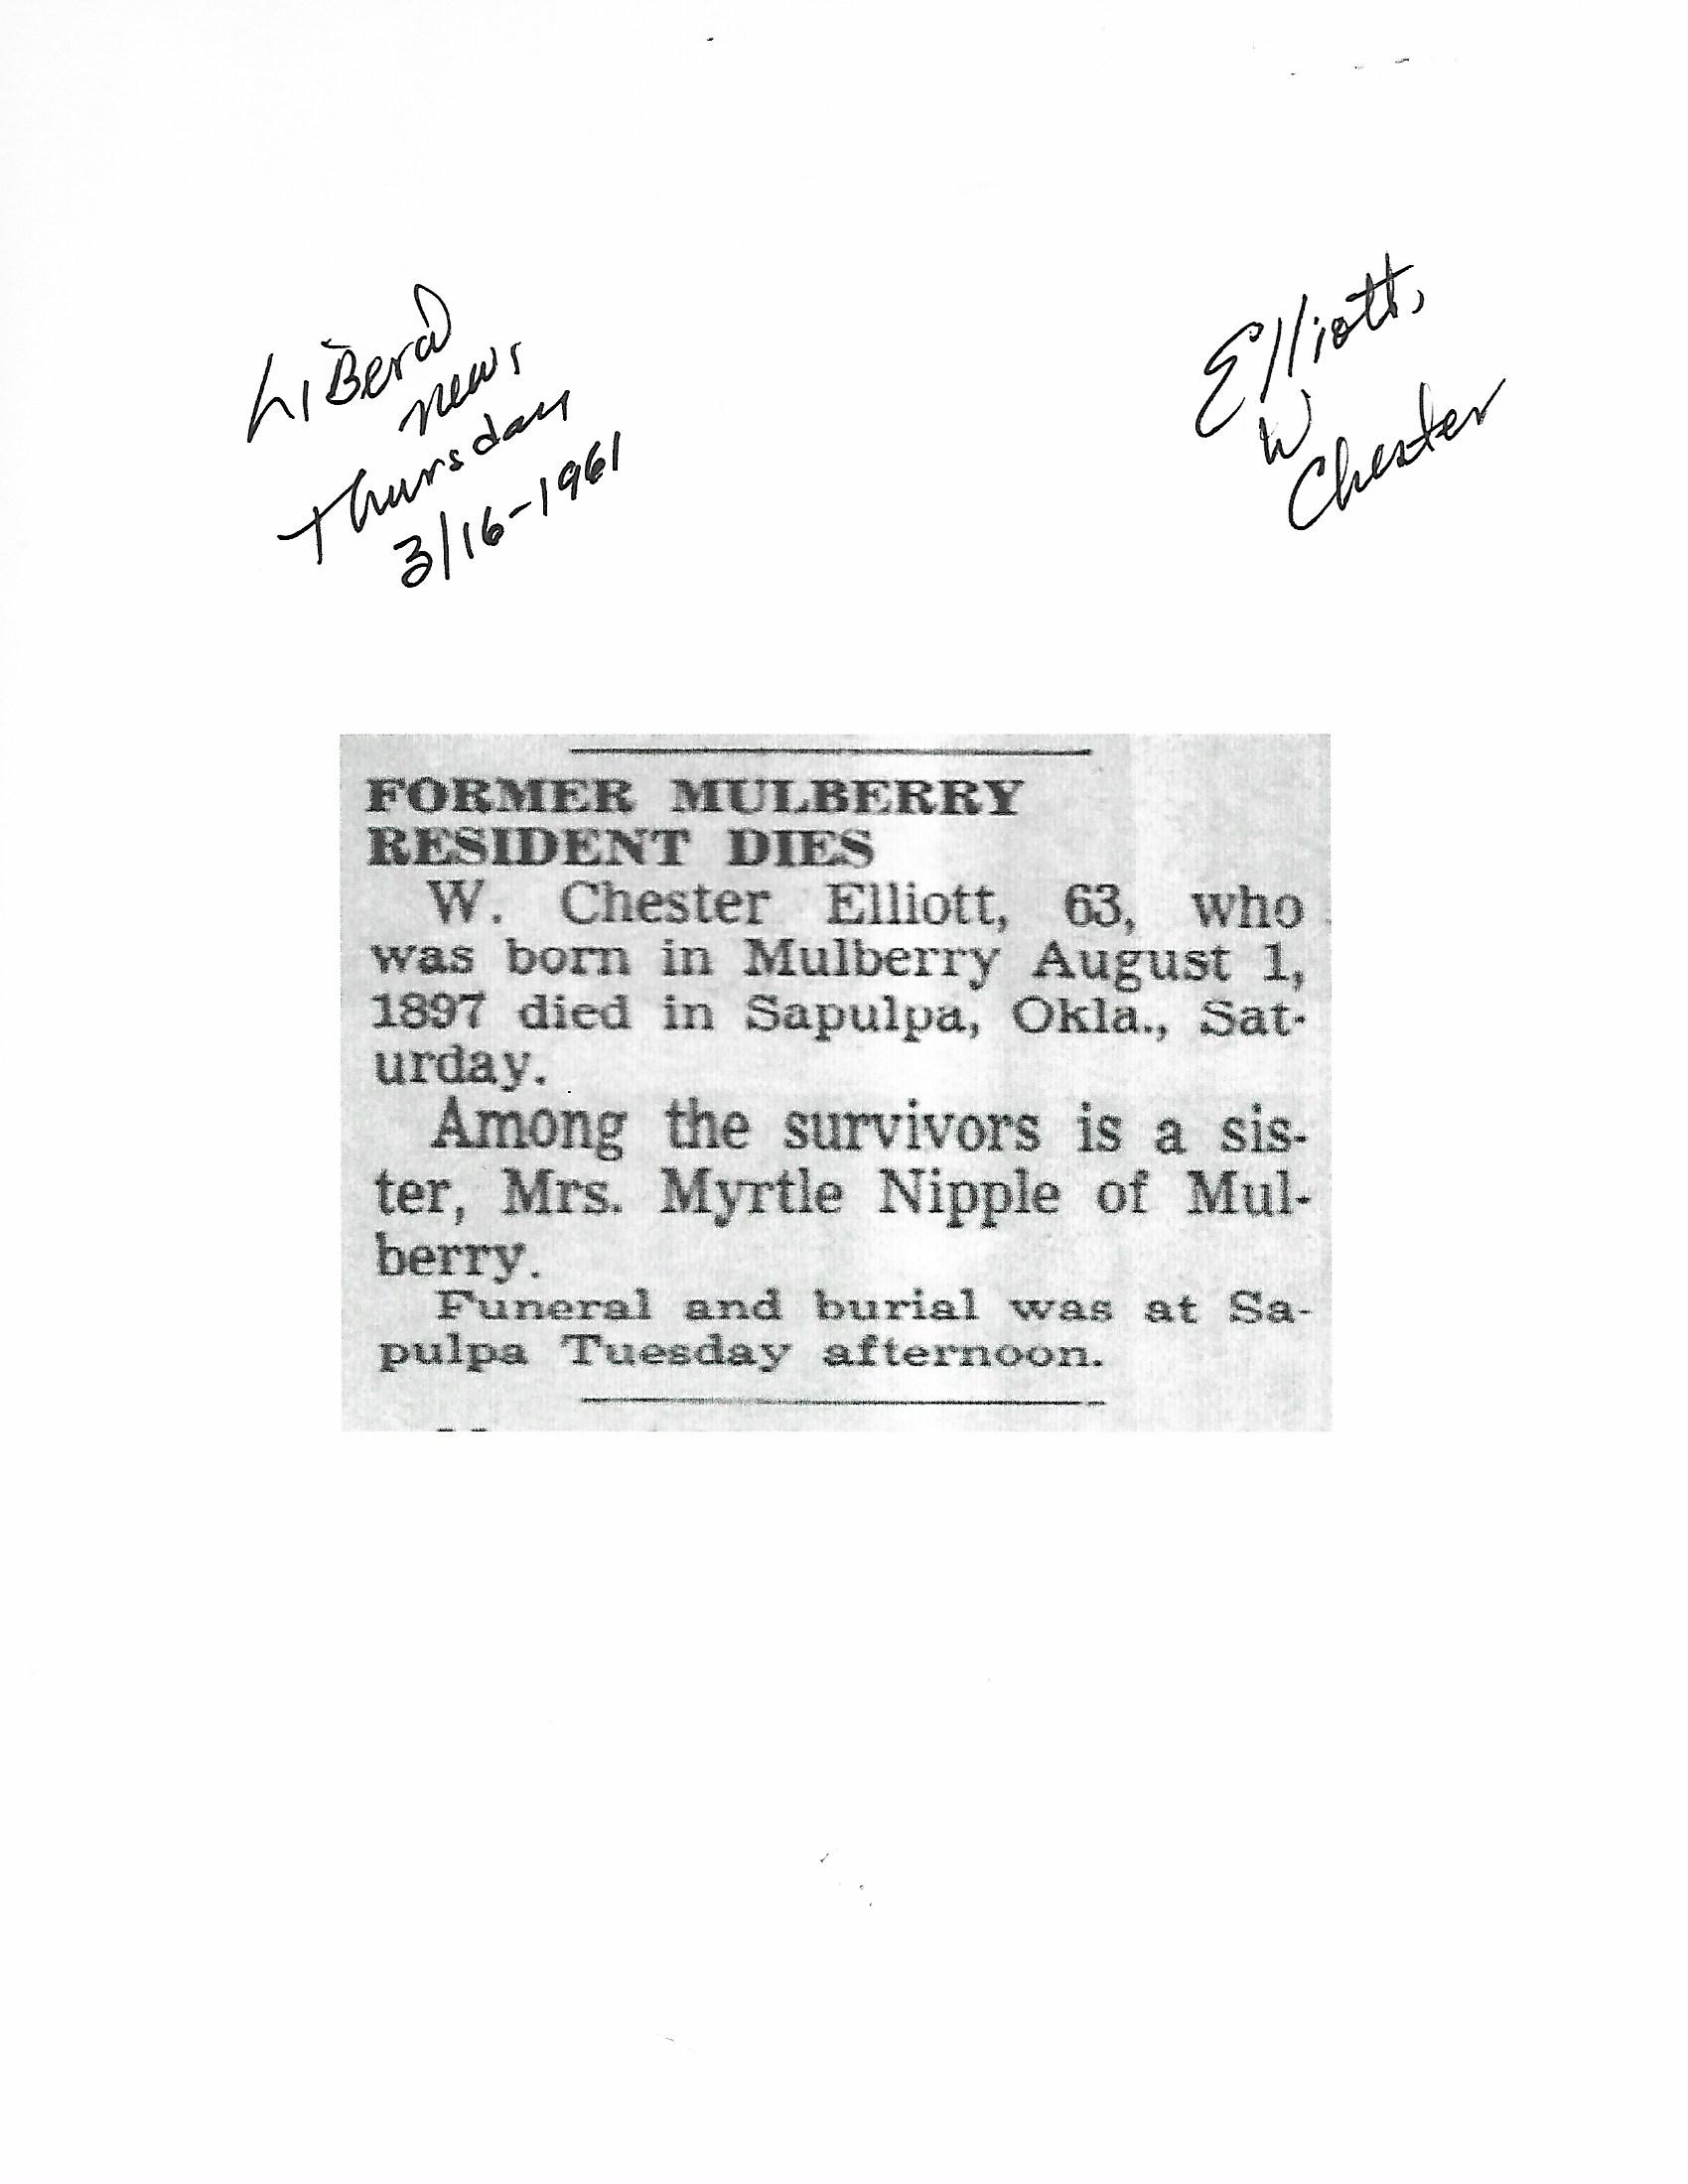 LiBeral
News
Thursday
3/16-1961
Elliott,
W
Chester
FORMER MULBERRY
RESIDENT DIES
W. Chester Elliott, 63, who
was born in Mulberry August 1,
1897 died in Sapulpa, Okla., Sat-
urday.
Among the survivors is a sis-
ter, Mrs. Myrtle Nipple of Mul-
berry.
Funeral and burial was at Sa-
pulpa Tuesday afternoon.